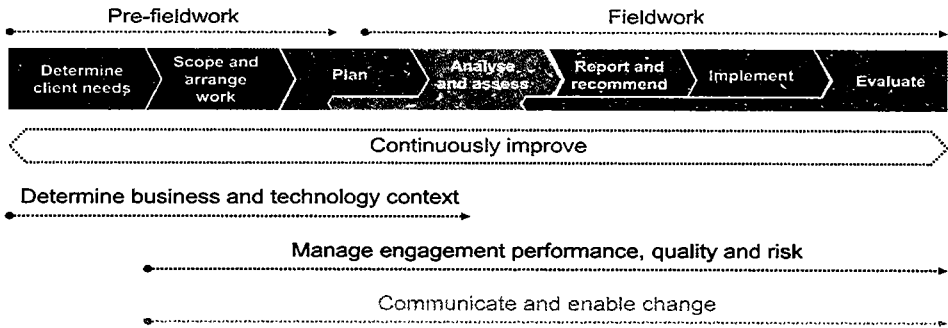 Pre-fieldwork
Fieldwork
Determine
client needs
Scope and
arrange
work
Plan
Analyse
and assess
Report and
recommend
Implement
Evaluate
Continuously improve
Determine business and technology context
Manage engagement performance, quality and risk
Communicate and enable change